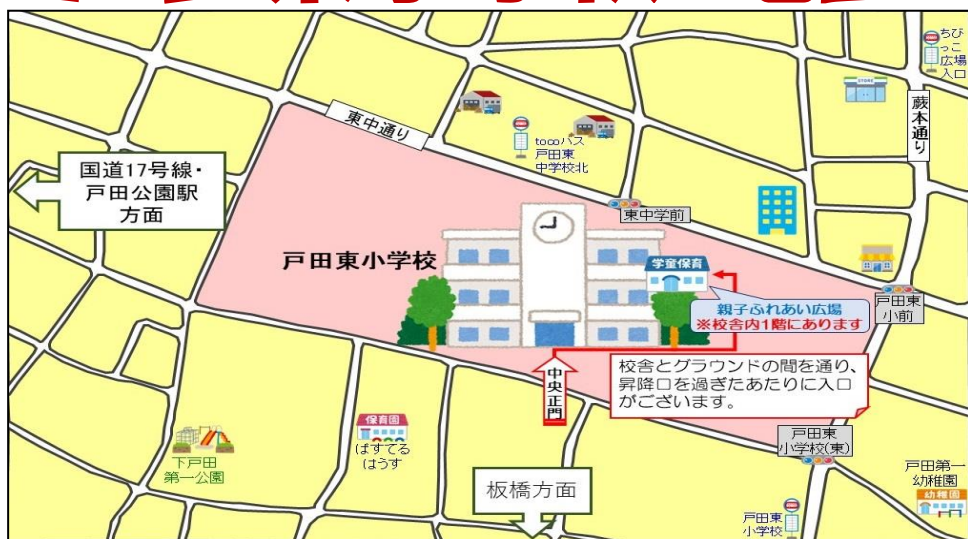 ちび
っこ
広場
入口
STORE
蕨本通り
東中通り
tocoバス
戸田東
中学校北
国道17号線・
戸田公園駅
方面
東中学前
戸田東小学校
学童保育
親子ふれあい広場
※校舎内1階にあります
戸田東
小前
校舎とグラウンドの間を通り、
昇降口を過ぎたあたりに入口
がございます。
中央正門
保育園
ぱすてる
はうす
下戸田
第一公園
戸田東
小学校(東)
戸田第一
幼稚園
幼稚園
板橋方面
戸田東
小学校